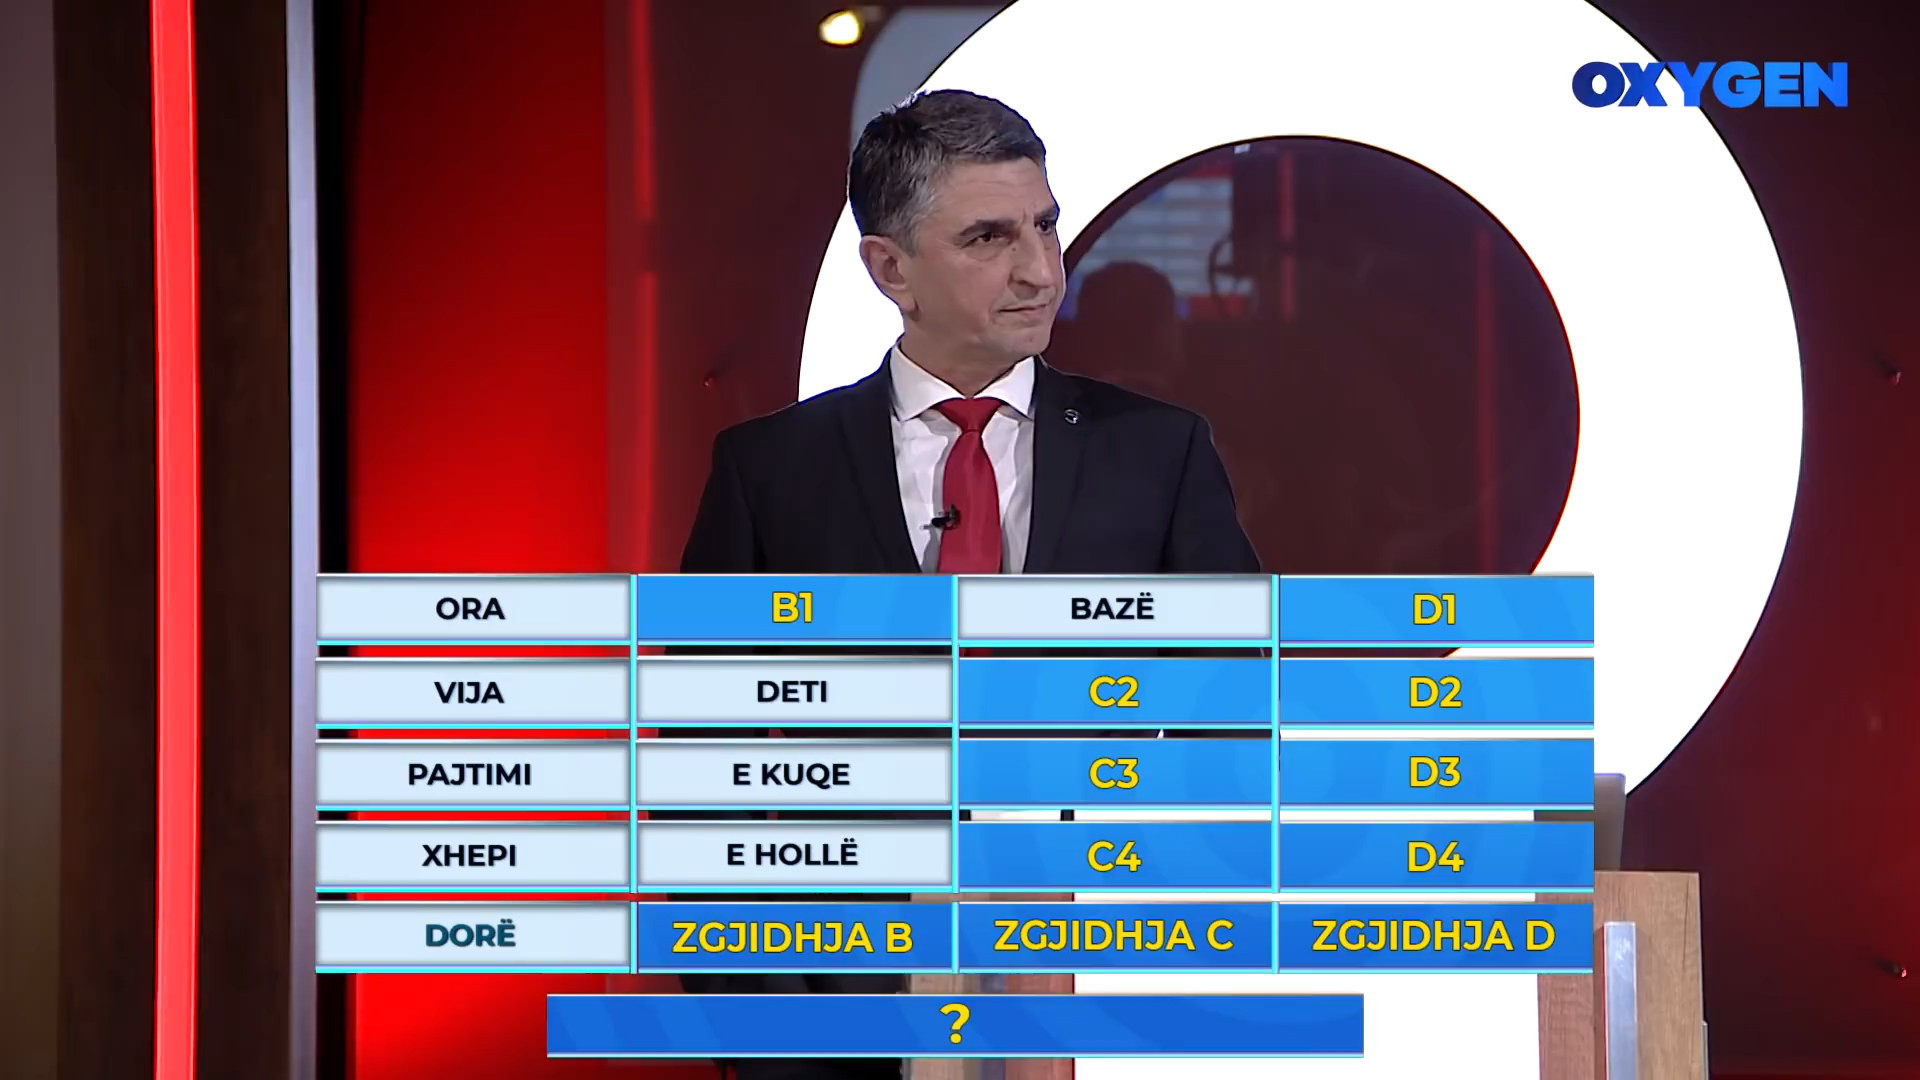 OXYGEN
ORA B1 BAZË D1
VIJA DETI C2 D2
PAJTIMI E KUQE C3 D3
XHEPI E HOLLË C4 D4
DORË ZGJIDHJA B ZGJIDHJA C ZGJIDHJA D
?